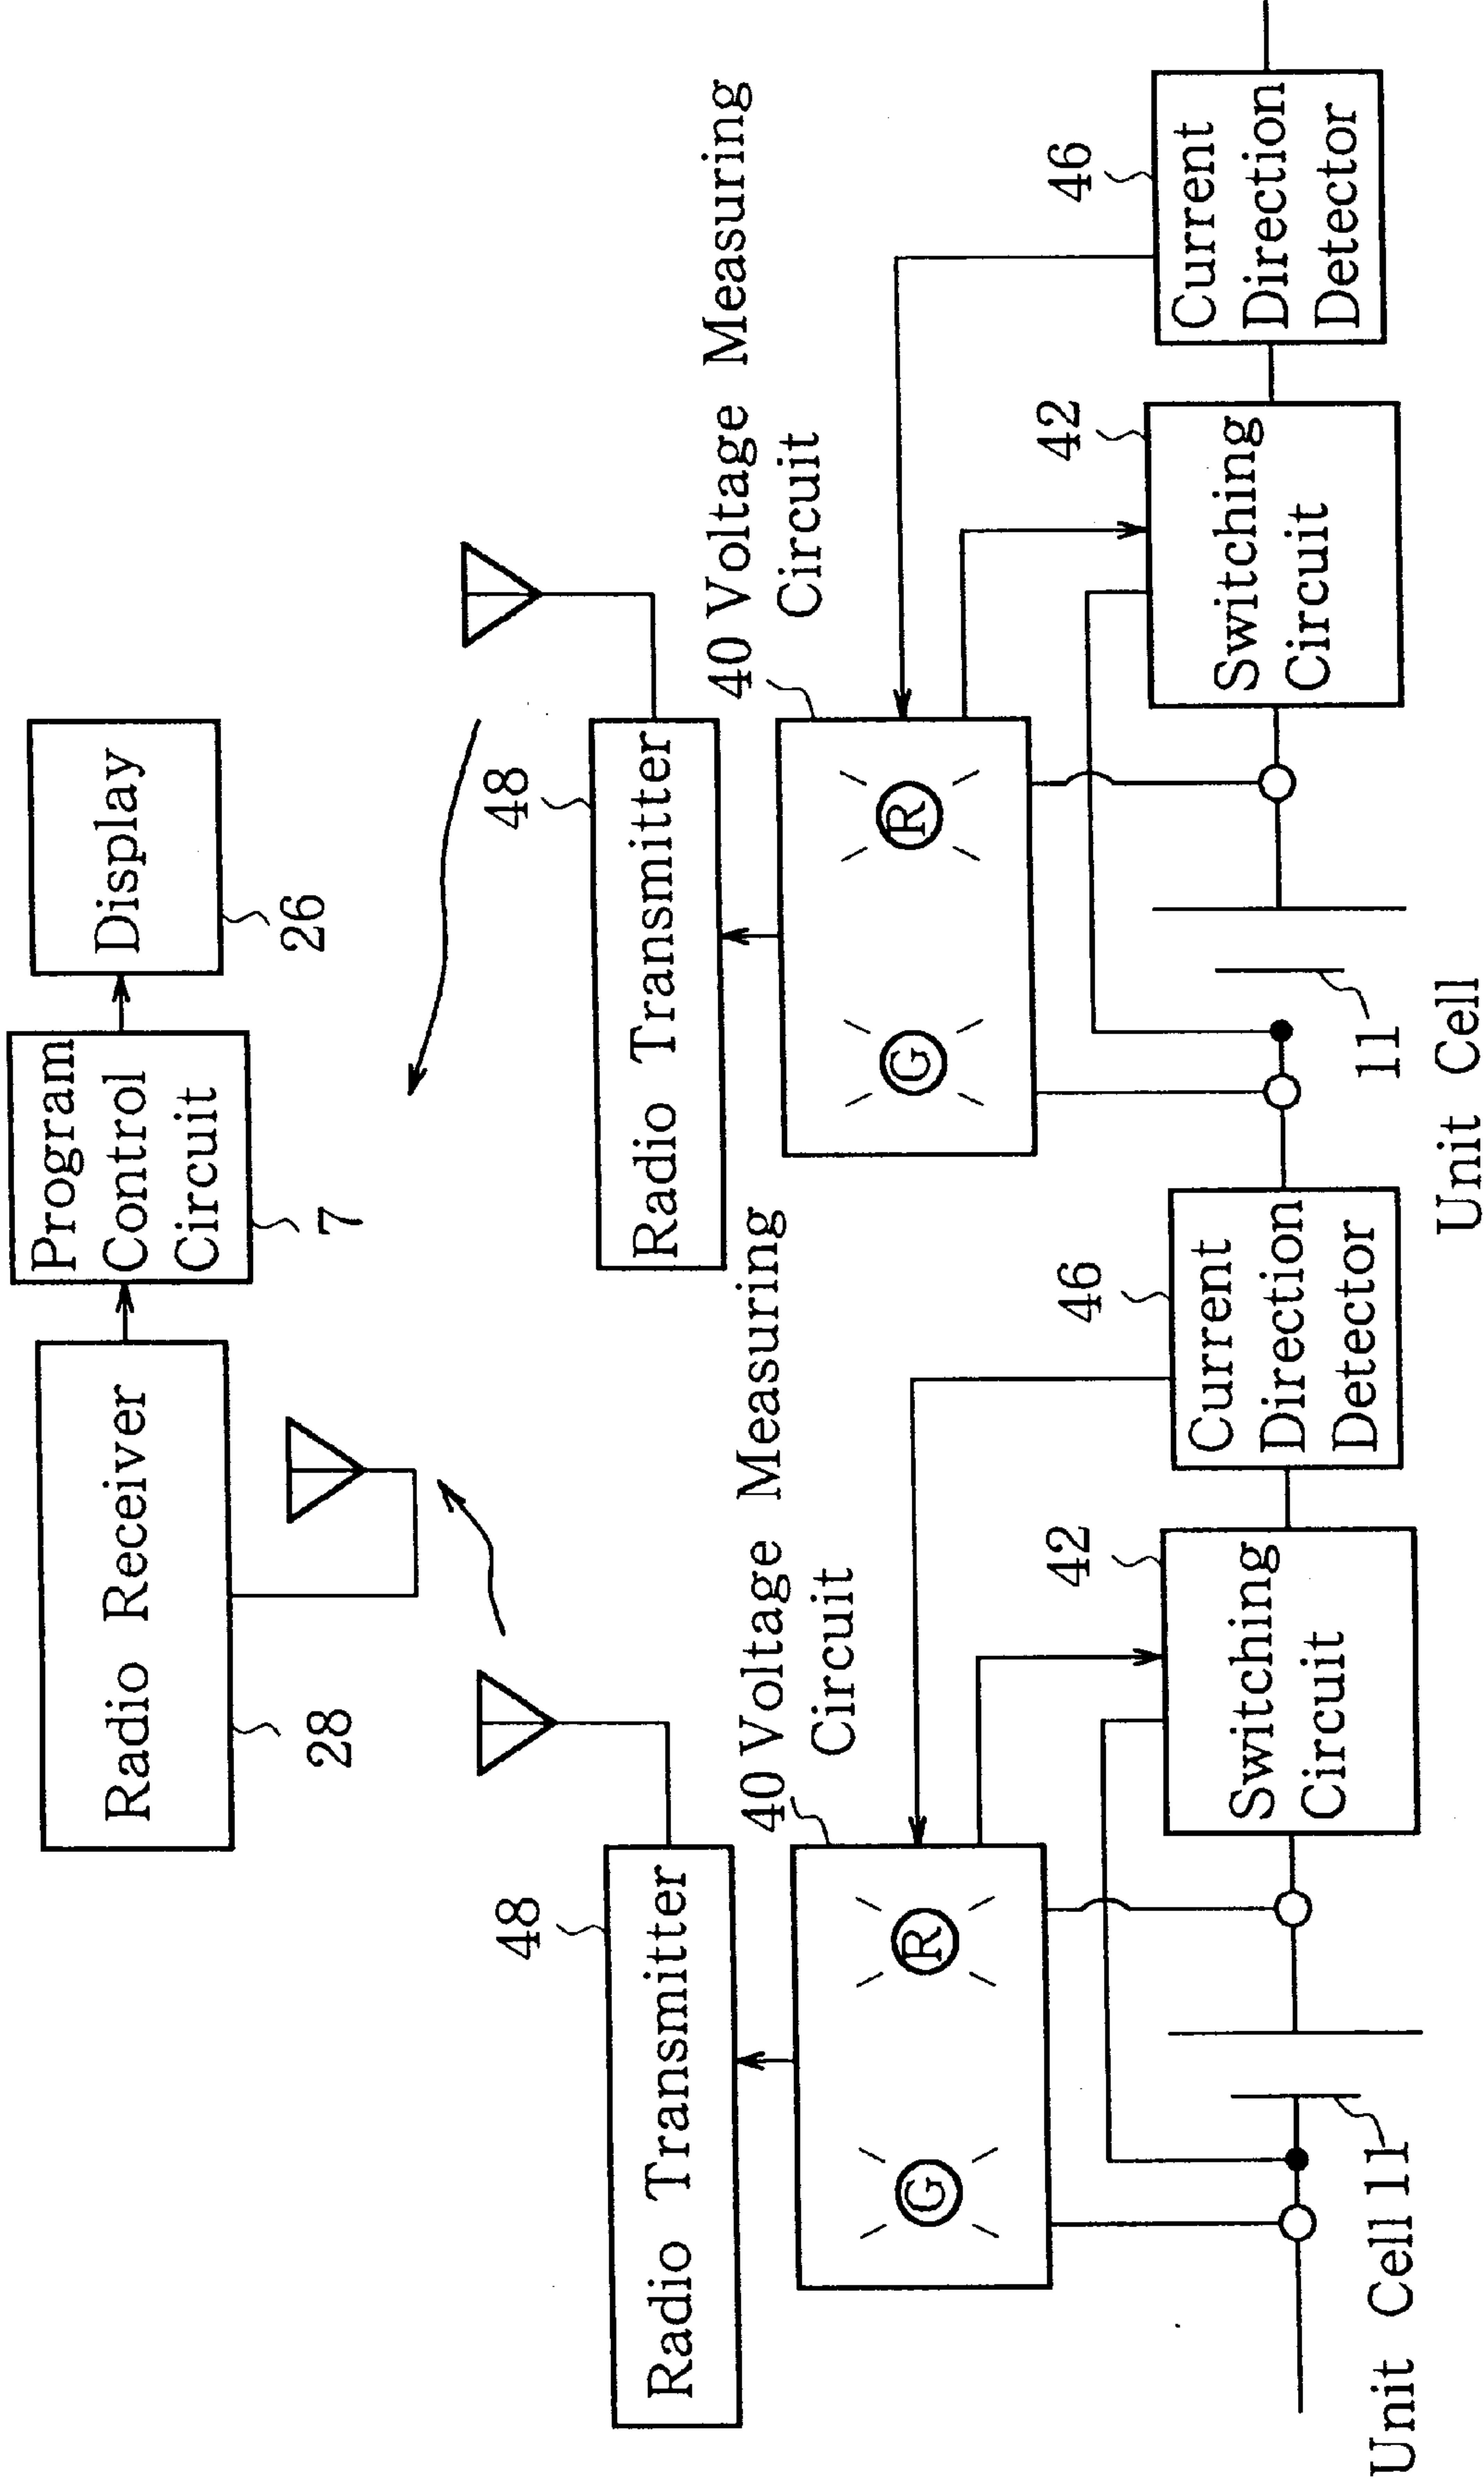 Radio Receiver
28
Program
Control
Circuit
7
Display
26
48
Radio Transmitter
40 Voltage Measuring
Circuit
G
R
42
Switching
Circuit
46
Current
Direction
Detector
Unit Cell 11
48
Radio Transmitter
40 Voltage Measuring
Circuit
G
R
42
Switching
Circuit
46
Current
Direction
Detector
11
Unit Cell